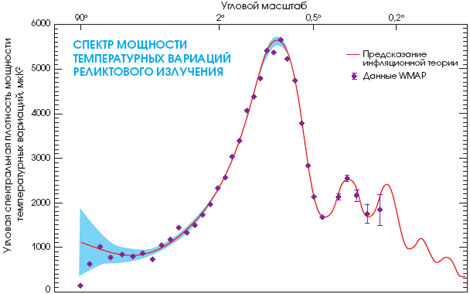 Угловой масштаб
90° 2° 0,5° 0,2°
6000
5000
4000
3000
2000
1000
0
Угловая спектральная плотность мощности
температурных вариаций, мкК²
СПЕКТР МОЩНОСТИ
ТЕМПЕРАТУРНЫХ ВАРИАЦИЙ
РЕЛИКТОВОГО ИЗЛУЧЕНИЯ
Предсказание
инфляционной теории
Данные WMAP